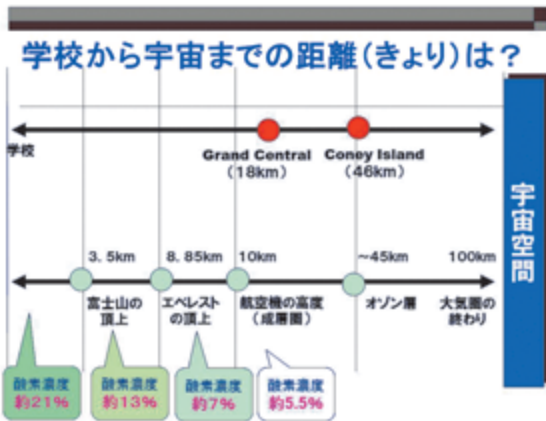 学校から宇宙までの距離(きょり)は？
学校
Grand Central
(18km)
Coney Island
(46km)
宇宙空間
3. 5km
8. 85km
10km
~45km
100km
富士山の
頂上
エベレスト
の頂上
航空機の高度
(成層圏)
オゾン層
大気圏の
終わり
酸素濃度
約21%
酸素濃度
約13%
酸素濃度
約7%
酸素濃度
約5.5%